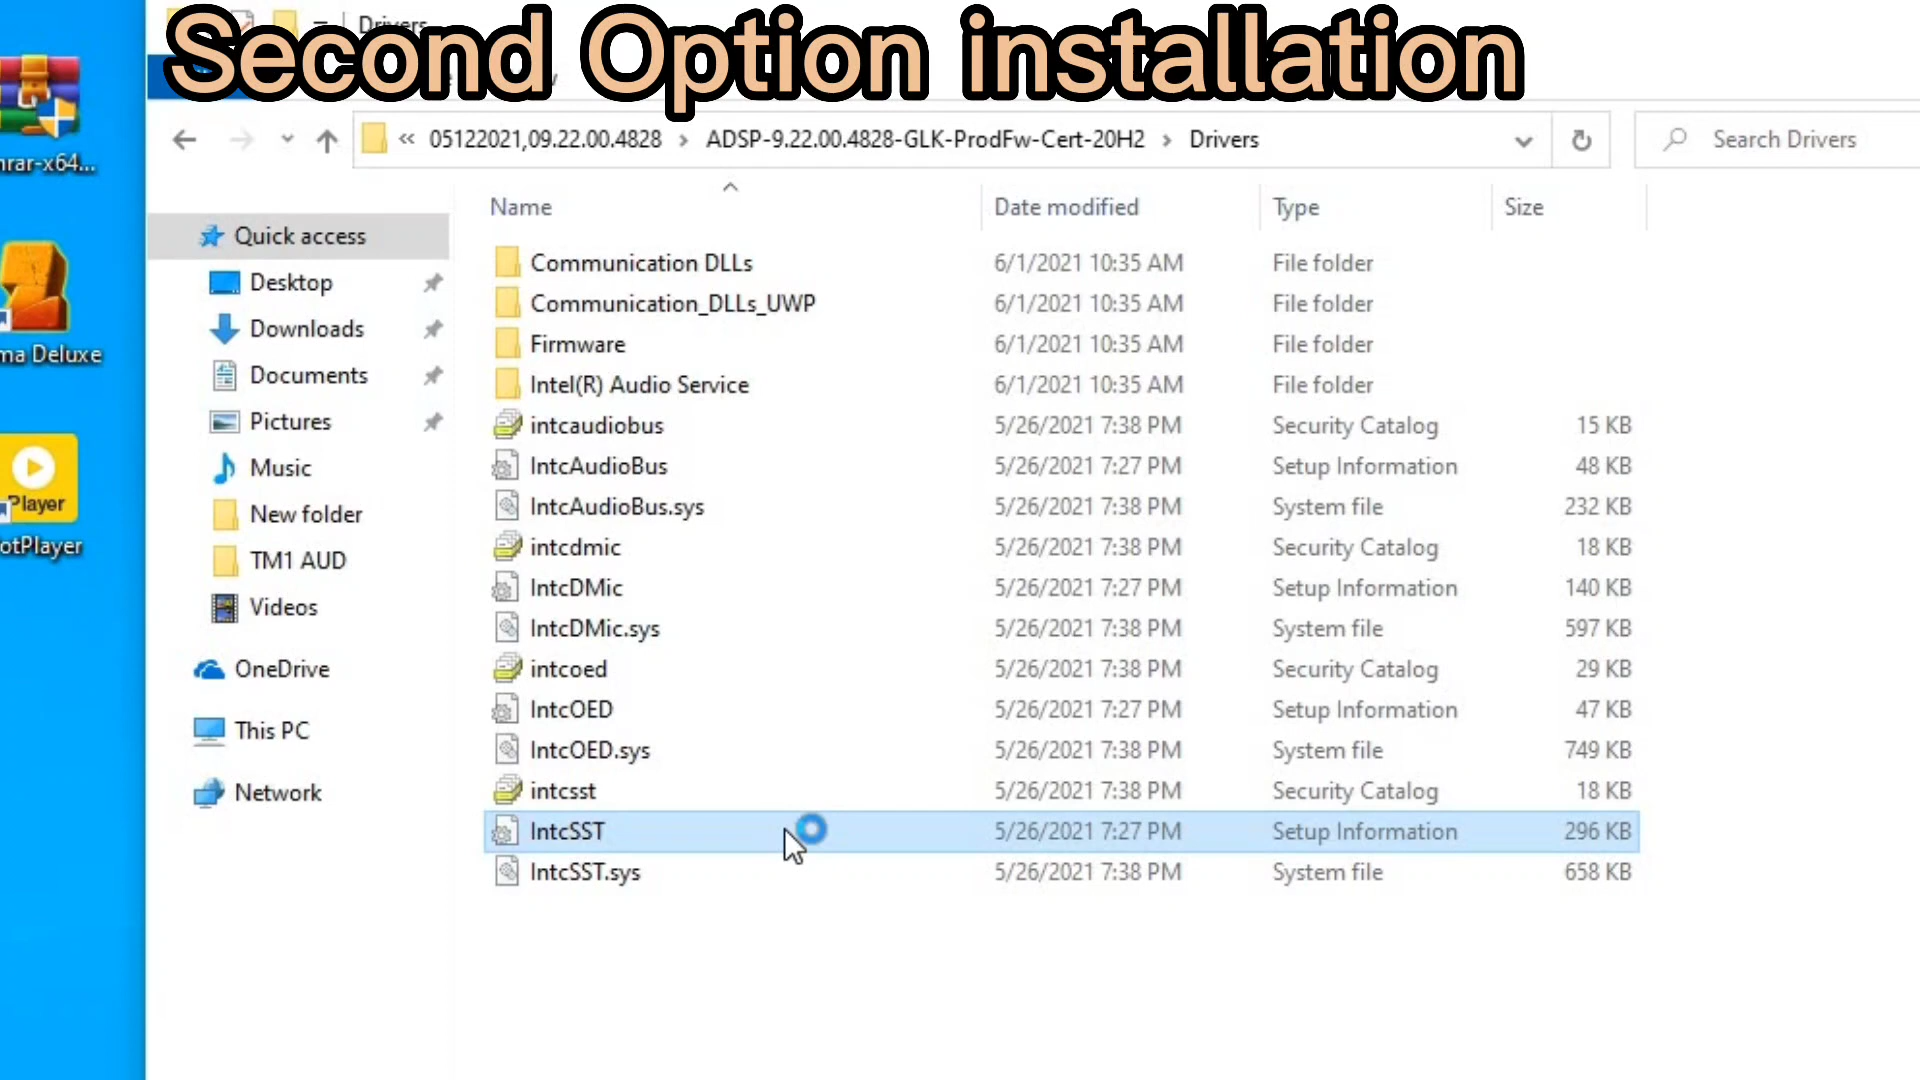 Second Option installation
Drivers
05122021,09.22.00.4828 > ADSP-9.22.00.4828-GLK-ProdFw-Cert-20H2 > Drivers
Search Drivers
Name Date modified Type Size
Quick access
Desktop
Downloads
Documents
Pictures
Music
New folder
TM1 AUD
Videos
OneDrive
This PC
Network
Communication DLLs 6/1/2021 10:35 AM File folder
Communication_DLLs_UWP 6/1/2021 10:35 AM File folder
Firmware 6/1/2021 10:35 AM File folder
Intel(R) Audio Service 6/1/2021 10:35 AM File folder
intcaudiobus 5/26/2021 7:38 PM Security Catalog 15 KB
IntcAudioBus 5/26/2021 7:27 PM Setup Information 48 KB
IntcAudioBus.sys 5/26/2021 7:38 PM System file 232 KB
intcdmic 5/26/2021 7:38 PM Security Catalog 18 KB
IntcDMic 5/26/2021 7:27 PM Setup Information 140 KB
IntcDMic.sys 5/26/2021 7:38 PM System file 597 KB
intcoed 5/26/2021 7:38 PM Security Catalog 29 KB
IntcOED 5/26/2021 7:27 PM Setup Information 47 KB
IntcOED.sys 5/26/2021 7:38 PM System file 749 KB
intcsst 5/26/2021 7:38 PM Security Catalog 18 KB
IntcSST 5/26/2021 7:27 PM Setup Information 296 KB
IntcSST.sys 5/26/2021 7:38 PM System file 658 KB
nrar-x64...
ma Deluxe
Player
otPlayer